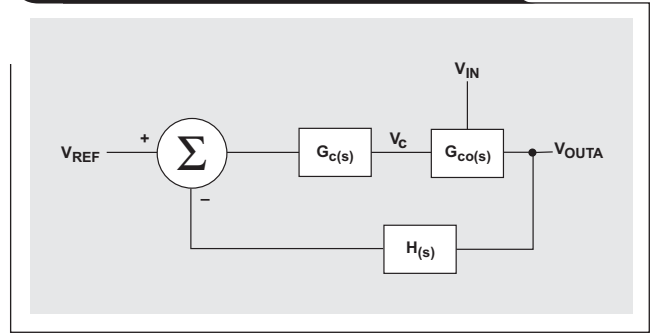 V_IN
+
V_REF
Σ
G_c(s)
V_c
G_co(s)
V_OUTA
−
H_(s)